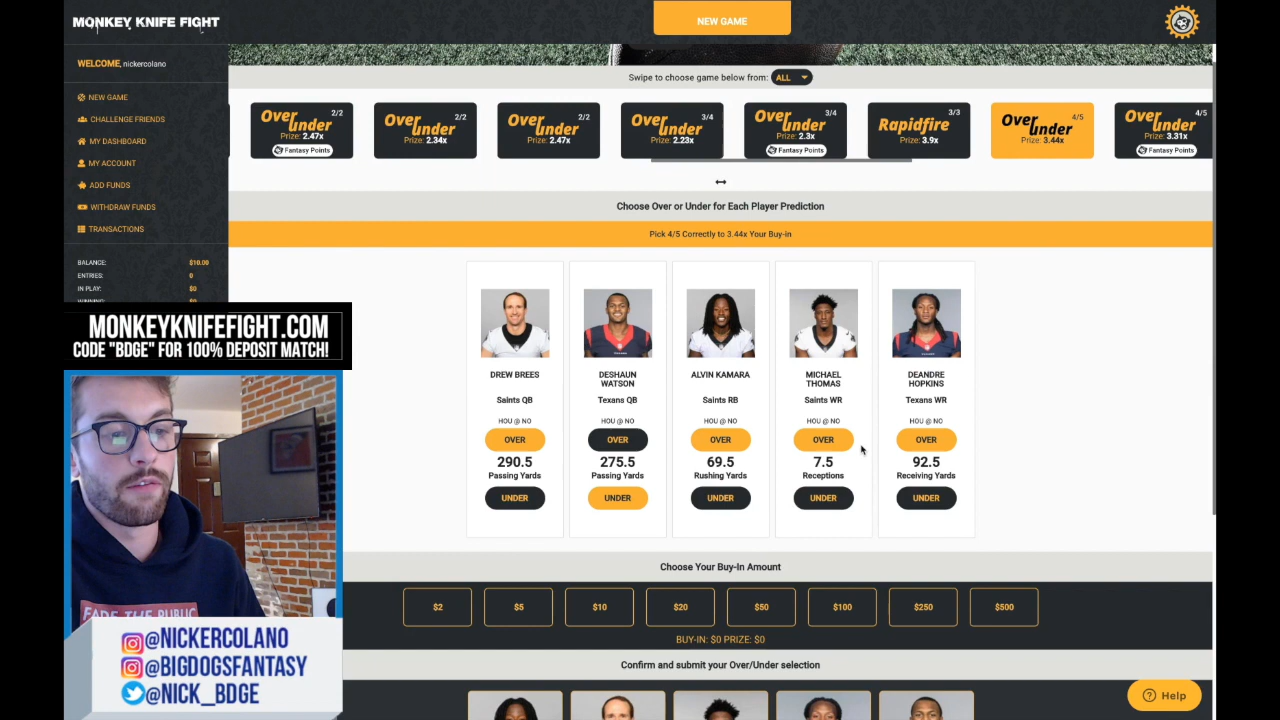 MONKEY KNIFE FIGHT
NEW GAME
WELCOME, nickercolano
NEW GAME
CHALLENGE FRIENDS
MY DASHBOARD
MY ACCOUNT
ADD FUNDS
WITHDRAW FUNDS
TRANSACTIONS
BALANCE: $10.00
ENTRIES: 0
IN PLAY: $0
WINNING: $0
MONKEYKNIFEFIGHT.COM
CODE "BDGE" FOR 100% DEPOSIT MATCH!
FADE THE PUBLIC
@NICKERCOLANO
@BIGDOGSFANTASY
@NICK_BDGE
Swipe to choose game below from: ALL
Over under 2/2
Prize: 2.47x
Fantasy Points
Over under 2/2
Prize: 2.34x
Over under 2/2
Prize: 2.47x
Over under 3/4
Prize: 2.23x
Over under 3/4
Prize: 2.3x
Fantasy Points
Rapidfire 3/3
Prize: 3.9x
Over under 4/5
Prize: 3.44x
Over under 4/5
Prize: 3.31x
Fantasy Points
Choose Over or Under for Each Player Prediction
Pick 4/5 Correctly to 3.44x Your Buy-in
DREW BREES
Saints QB
HOU @ NO
OVER
290.5
Passing Yards
UNDER
DESHAUN
WATSON
Texans QB
HOU @ NO
OVER
275.5
Passing Yards
UNDER
ALVIN KAMARA
Saints RB
HOU @ NO
OVER
69.5
Rushing Yards
UNDER
MICHAEL
THOMAS
Saints WR
HOU @ NO
OVER
7.5
Receptions
UNDER
DEANDRE
HOPKINS
Texans WR
HOU @ NO
OVER
92.5
Receiving Yards
UNDER
Choose Your Buy-In Amount
$2 $5 $10 $20 $50 $100 $250 $500
BUY-IN: $0 PRIZE: $0
Confirm and submit your Over/Under selection
Help